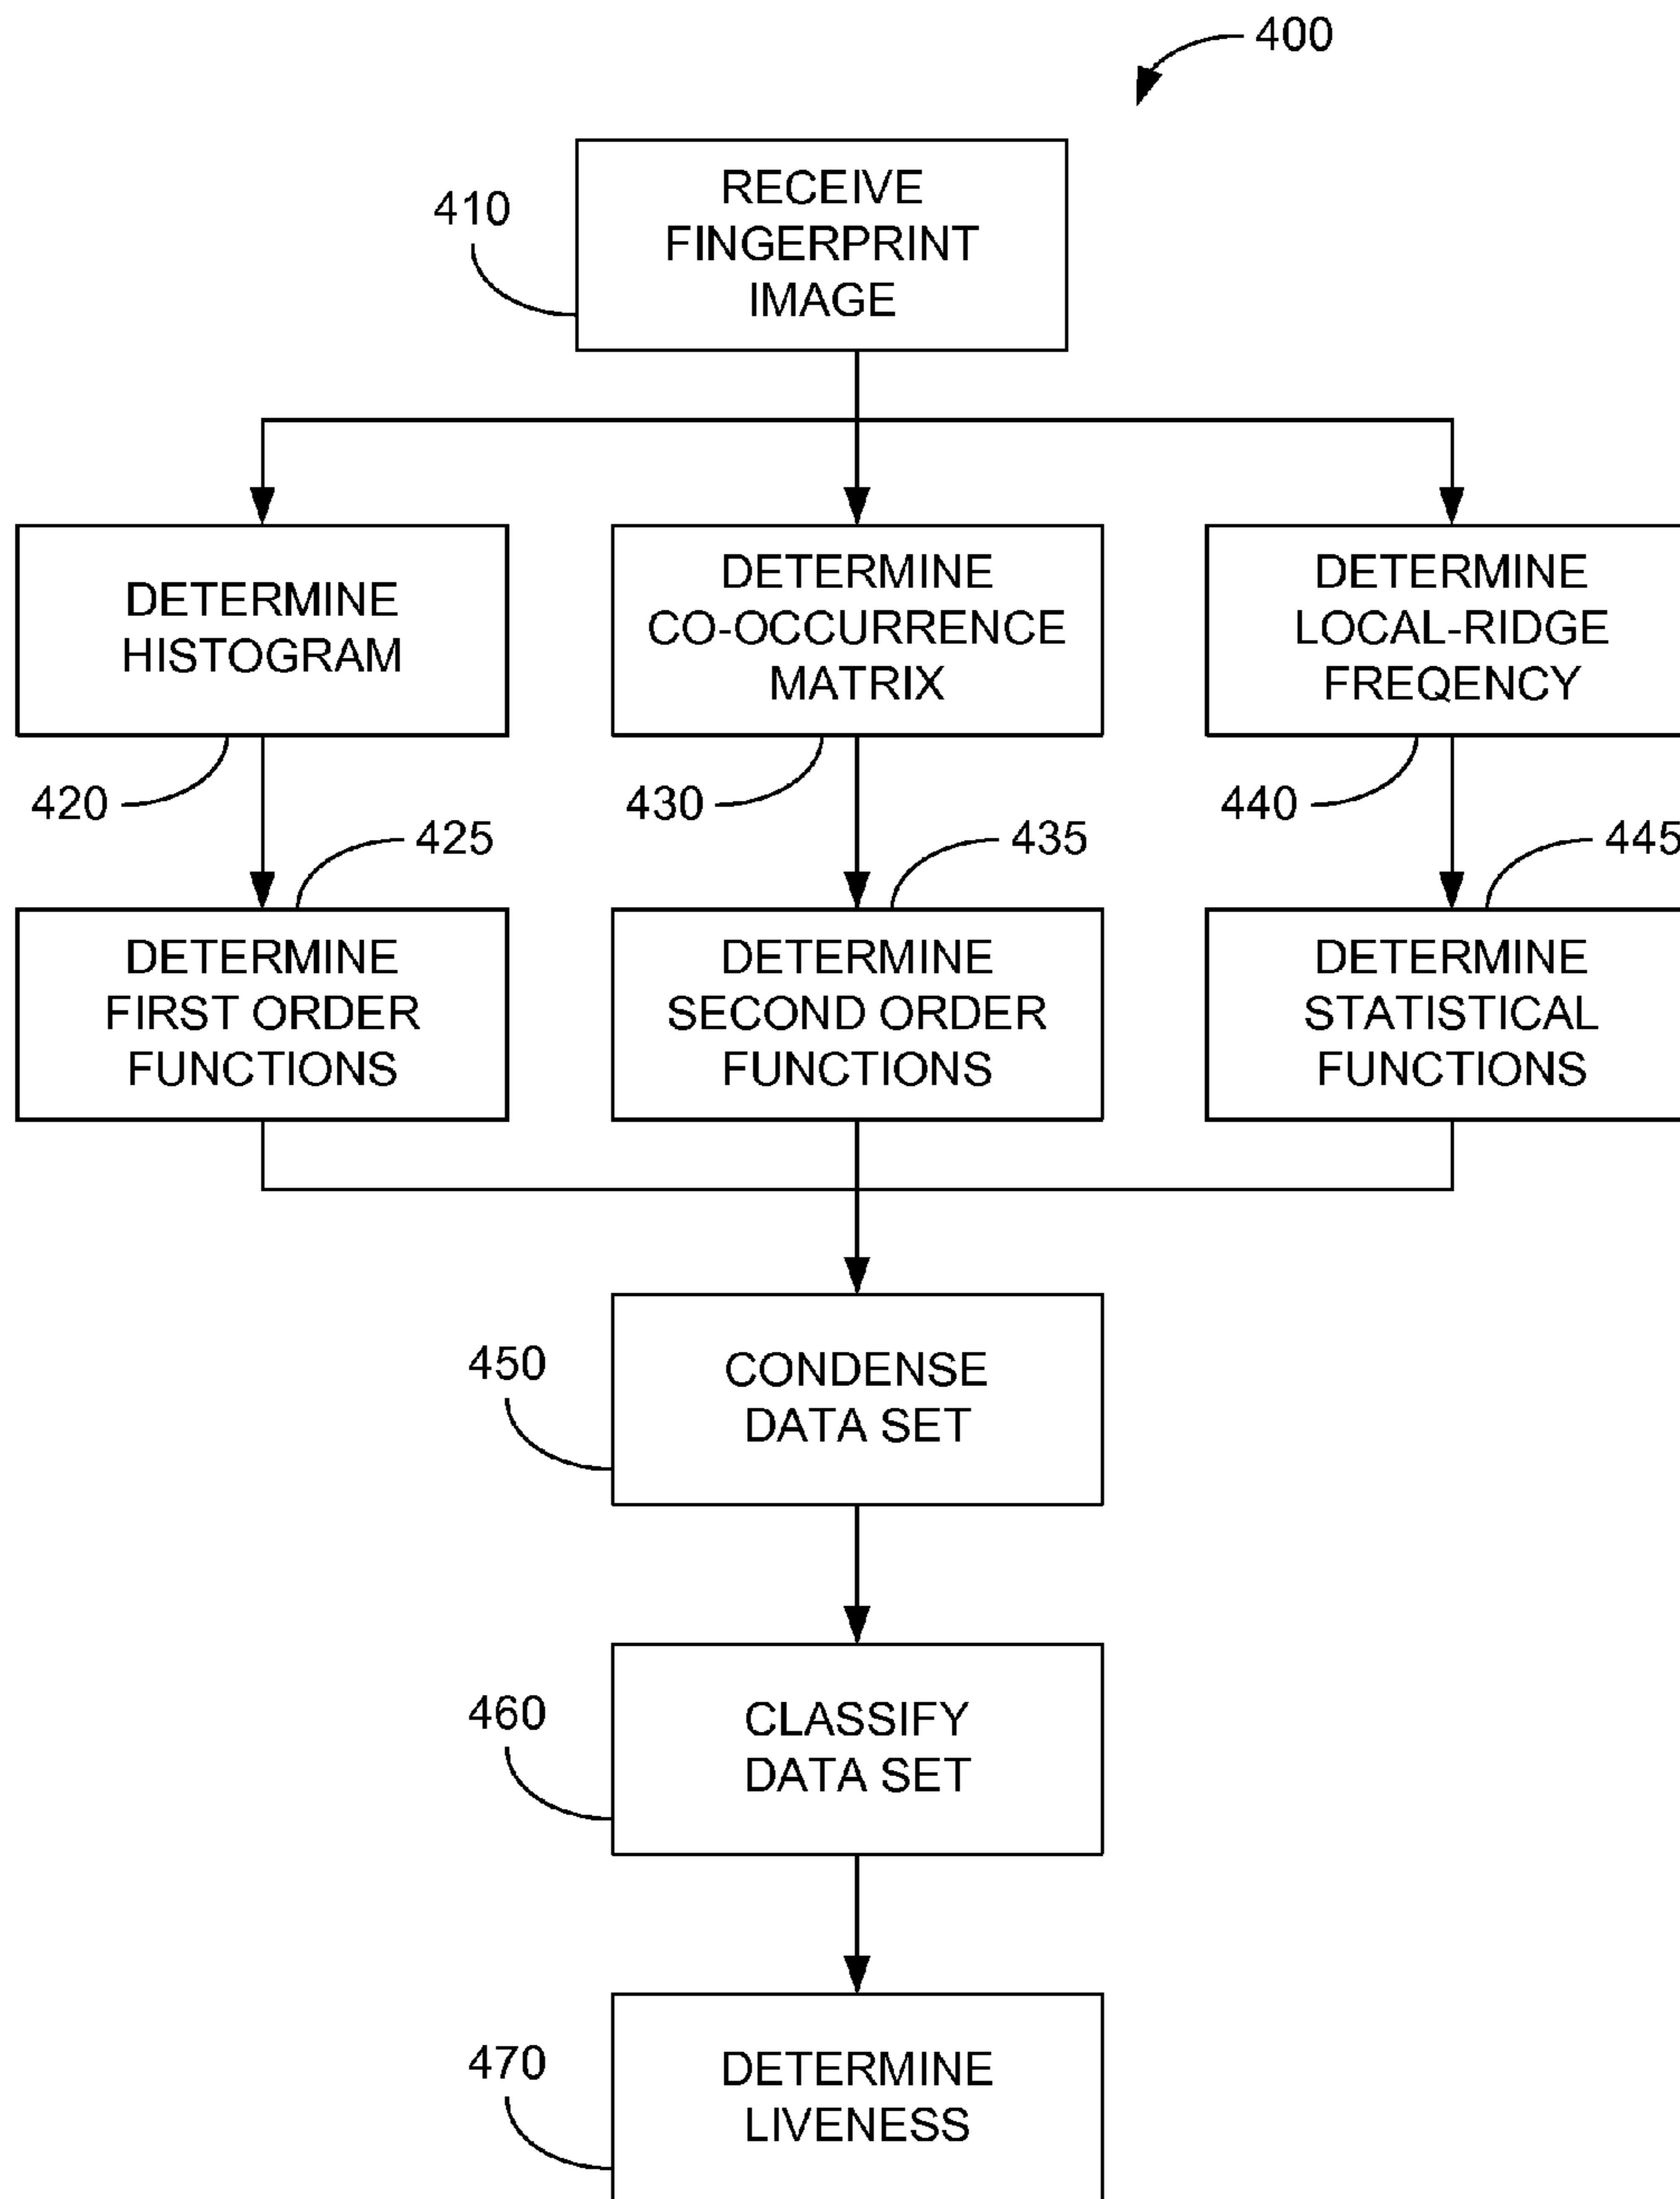 400
410
RECEIVE
FINGERPRINT
IMAGE
DETERMINE
HISTOGRAM
420
DETERMINE
CO-OCCURRENCE
MATRIX
430
DETERMINE
LOCAL-RIDGE
FREQENCY
440
425
DETERMINE
FIRST ORDER
FUNCTIONS
435
DETERMINE
SECOND ORDER
FUNCTIONS
445
DETERMINE
STATISTICAL
FUNCTIONS
450
CONDENSE
DATA SET
460
CLASSIFY
DATA SET
470
DETERMINE
LIVENESS